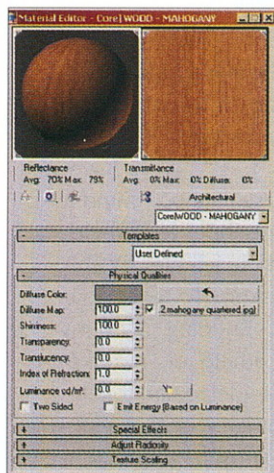 Material Editor - Core]WOOD - MAHOGANY
Reflectance
Avg: 70% Max: 79%
Transmittance
Avg: 0% Max: 0% Diffuse: 0%
Architectural
Core]WOOD - MAHOGANY
- Templates
User Defined
- Physical Qualities
Diffuse Color:
Diffuse Map: 100.0 .2.mahogany quartered.jpg)
Shininess: 100.0
Transparency: 0.0
Translucency: 0.0
Index of Refraction: 1.0
Luminance cd/m²: 0.0
Two Sided Emit Energy (Based on Luminance)
+ Special Effects
+ Adjust Radiosity
+ Texture Scaling